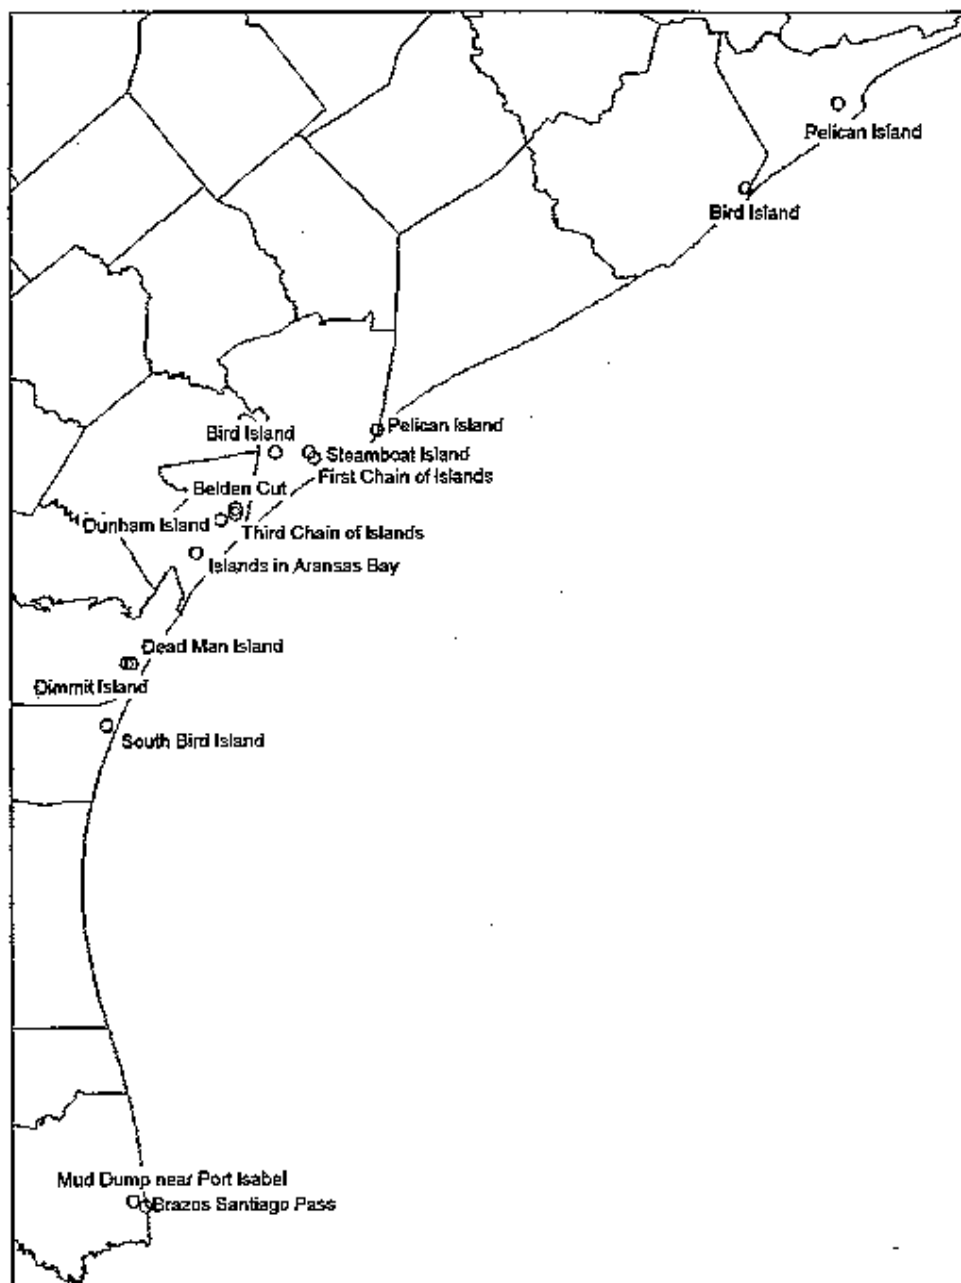 Pelican Island
Bird Island
Pelican Island
Bird Island
Steamboat Island
First Chain of Islands
Belden Cut
Dunham Island
Third Chain of Islands
Islands in Aransas Bay
Dead Man Island
Dimmit Island
South Bird Island
Mud Dump near Port Isabel
Brazos Santiago Pass